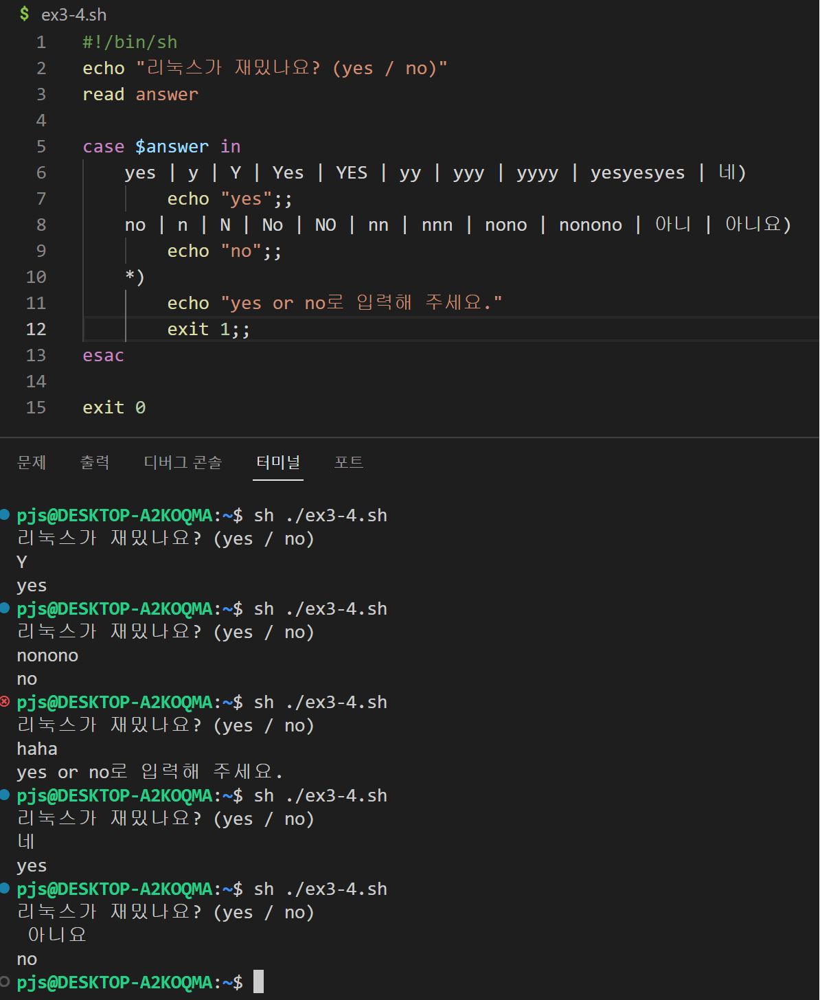 $ ex3-4.sh
1 #!/bin/sh
2 echo "리눅스가 재밌나요? (yes / no)"
3 read answer
4
5 case $answer in
6 yes | y | Y | Yes | YES | yy | yyy | yyyy | yesyesyes | 네)
7 echo "yes";;
8 no | n | N | No | NO | nn | nnn | nono | nonono | 아니 | 아니요)
9 echo "no";;
10 *)
11 echo "yes or no로 입력해 주세요."
12 exit 1;;
13 esac
14
15 exit 0
문제 출력 디버그 콘솔 터미널 포트
pjs@DESKTOP-A2KOQMA:~$ sh ./ex3-4.sh
리눅스가 재밌나요? (yes / no)
Y
yes
pjs@DESKTOP-A2KOQMA:~$ sh ./ex3-4.sh
리눅스가 재밌나요? (yes / no)
nonono
no
pjs@DESKTOP-A2KOQMA:~$ sh ./ex3-4.sh
리눅스가 재밌나요? (yes / no)
haha
yes or no로 입력해 주세요.
pjs@DESKTOP-A2KOQMA:~$ sh ./ex3-4.sh
리눅스가 재밌나요? (yes / no)
네
yes
pjs@DESKTOP-A2KOQMA:~$ sh ./ex3-4.sh
리눅스가 재밌나요? (yes / no)
아니요
no
pjs@DESKTOP-A2KOQMA:~$